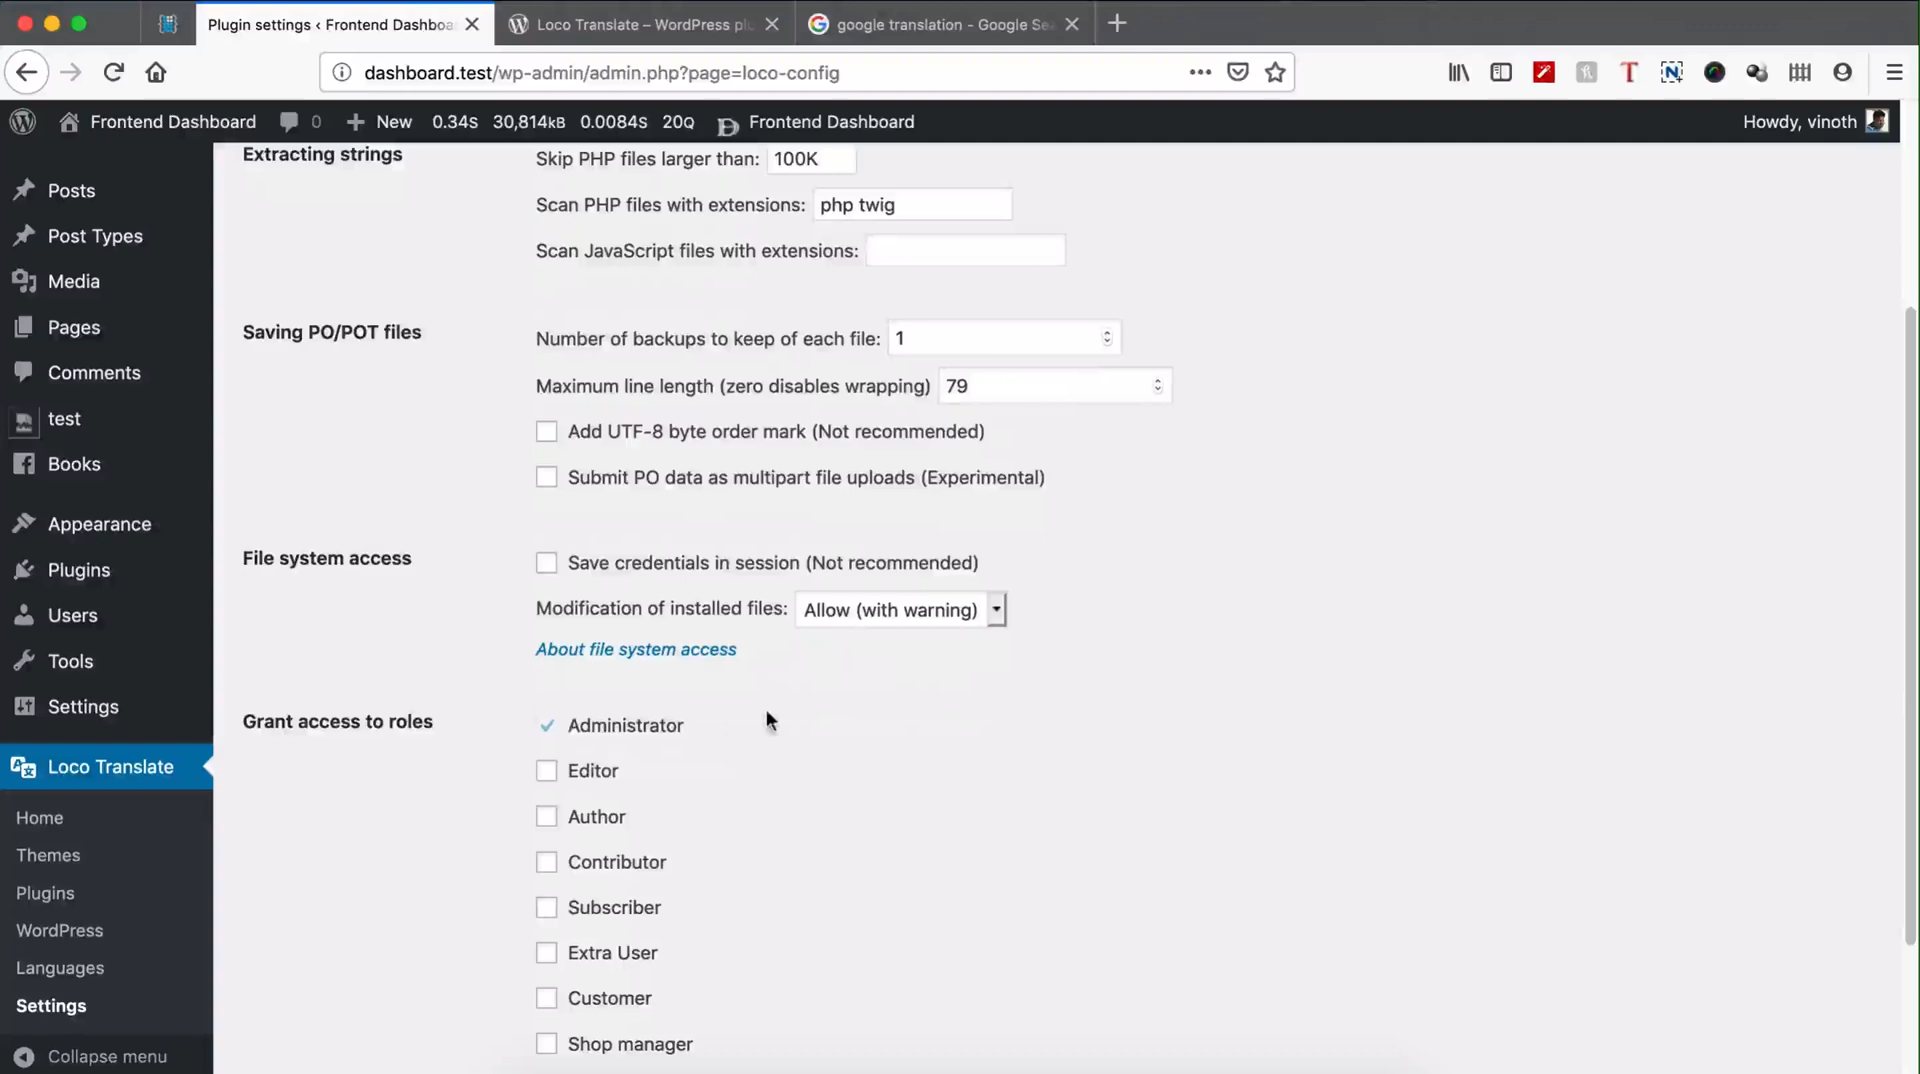 Plugin settings ‹ Frontend Dashboa
Loco Translate – WordPress pl
google translation - Google Se
dashboard.test/wp-admin/admin.php?page=loco-config
Frontend Dashboard
0
New
0.34S
30,814kB
0.0084S
20Q
Frontend Dashboard
Howdy, vinoth
Posts
Post Types
Media
Pages
Comments
test
Books
Appearance
Plugins
Users
Tools
Settings
Loco Translate
Home
Themes
Plugins
WordPress
Languages
Settings
Collapse menu
Extracting strings
Skip PHP files larger than: 100K
Scan PHP files with extensions: php twig
Scan JavaScript files with extensions:
Saving PO/POT files
Number of backups to keep of each file: 1
Maximum line length (zero disables wrapping) 79
Add UTF-8 byte order mark (Not recommended)
Submit PO data as multipart file uploads (Experimental)
File system access
Save credentials in session (Not recommended)
Modification of installed files: Allow (with warning)
About file system access
Grant access to roles
Administrator
Editor
Author
Contributor
Subscriber
Extra User
Customer
Shop manager